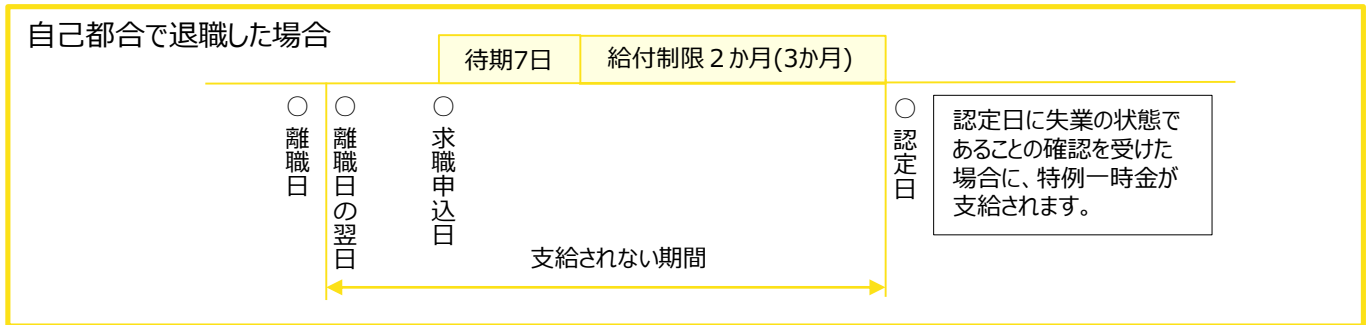 自己都合で退職した場合
待期7日
給付制限２か月(3か月)
○離職日
○離職日の翌日
○求職申込日
○認定日
認定日に失業の状態で
あることの確認を受けた
場合に、特例一時金が
支給されます。
支給されない期間